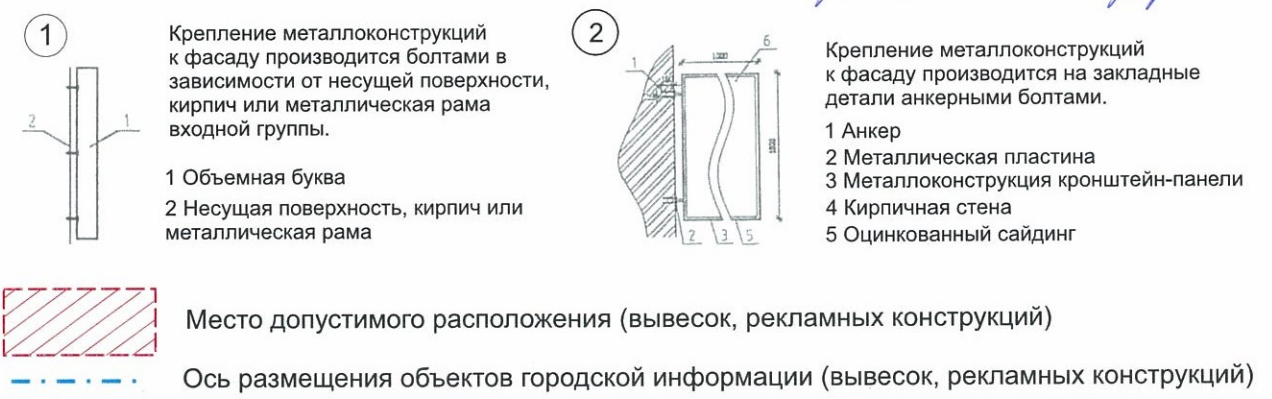 1
Крепление металлоконструкций
к фасаду производится болтами в
зависимости от несущей поверхности,
кирпич или металлическая рама
входной группы.
2
1
1 Объемная буква
2 Несущая поверхность, кирпич или
металлическая рама
2
1
6
2
3
5
Крепление металлоконструкций
к фасаду производится на закладные
детали анкерными болтами.
1 Анкер
2 Металлическая пластина
3 Металлоконструкция кронштейн-панели
4 Кирпичная стена
5 Оцинкованный сайдинг
Место допустимого расположения (вывесок, рекламных конструкций)
Ось размещения объектов городской информации (вывесок, рекламных конструкций)